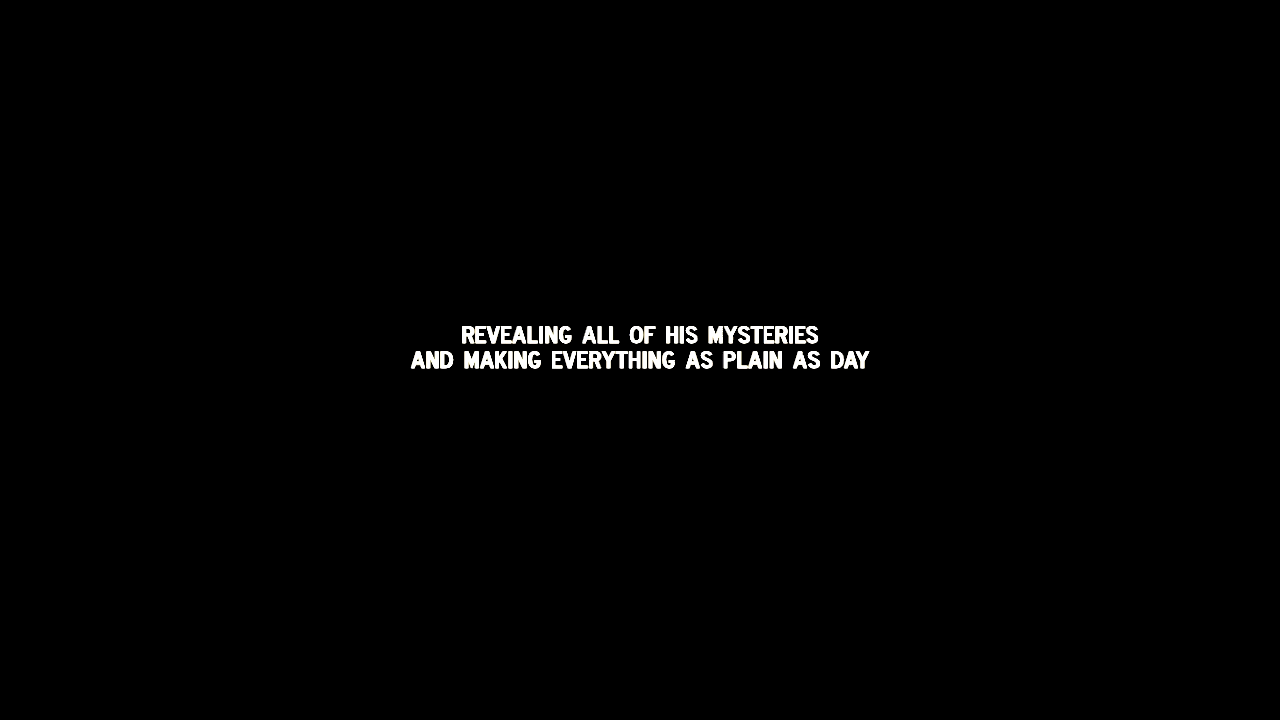 REVEALING ALL OF HIS MYSTERIES
AND MAKING EVERYTHING AS PLAIN AS DAY